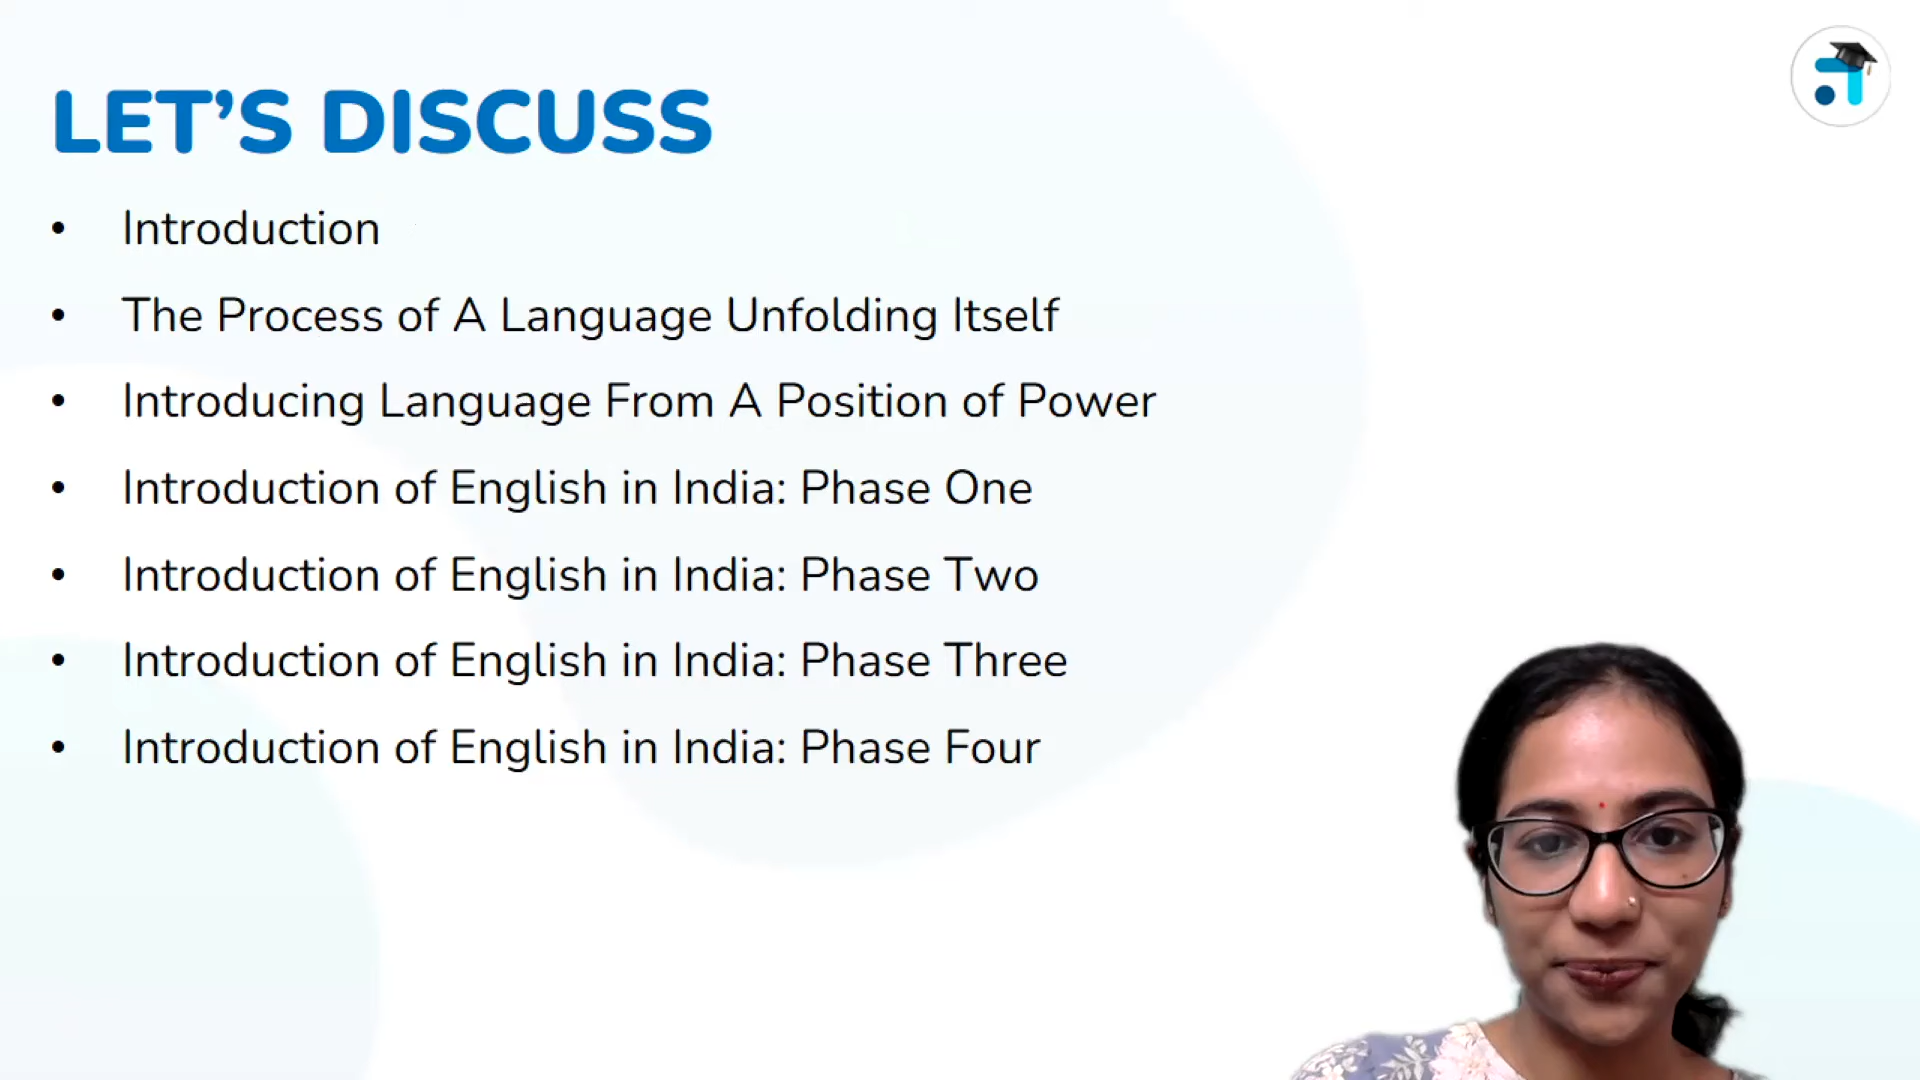 LET’S DISCUSS
• Introduction
• The Process of A Language Unfolding Itself
• Introducing Language From A Position of Power
• Introduction of English in India: Phase One
• Introduction of English in India: Phase Two
• Introduction of English in India: Phase Three
• Introduction of English in India: Phase Four